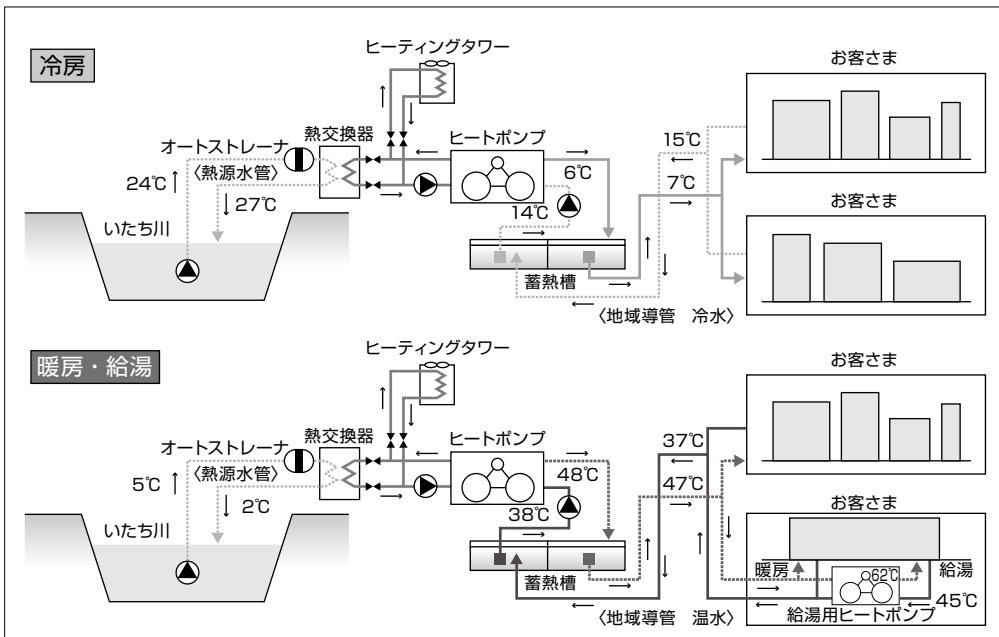 冷房
ヒーティングタワー
お客さま
オートストレーナ
熱交換器
ヒートポンプ
〈熱源水管〉
24℃
27℃
いたち川
6℃
14℃
15℃
7℃
お客さま
蓄熱槽
〈地域導管 冷水〉
暖房・給湯
ヒーティングタワー
お客さま
オートストレーナ
熱交換器
ヒートポンプ
〈熱源水管〉
5℃
2℃
いたち川
48℃
38℃
37℃
47℃
お客さま
蓄熱槽
暖房
62℃
給湯
45℃
給湯用ヒートポンプ
〈地域導管 温水〉